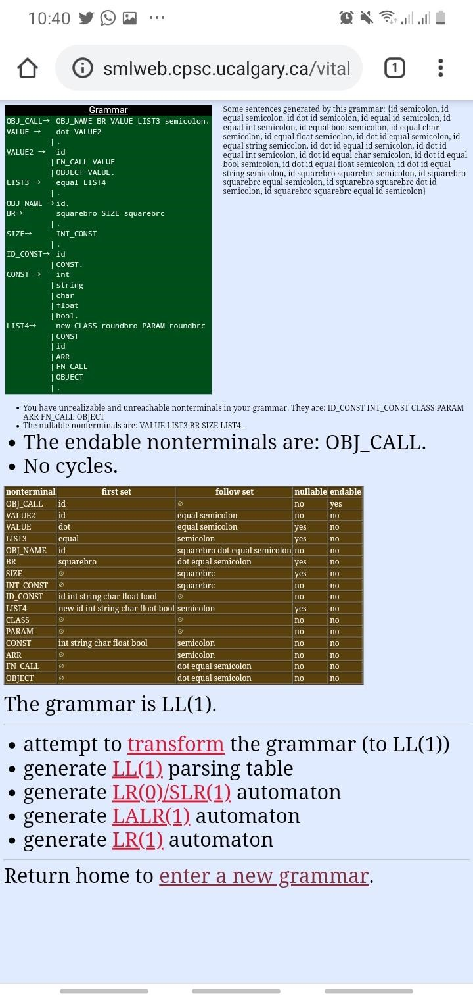 10:40
smlweb.cpsc.ucalgary.ca/vital
1
Grammar
OBJ_CALL→ OBJ_NAME BR VALUE LIST3 semicolon.
VALUE → dot VALUE2
|.
VALUE2 → id
|FN_CALL VALUE
|OBJECT VALUE.
LIST3 → equal LIST4
|.
OBJ_NAME →id.
BR→ squarebro SIZE squarebrc
|.
SIZE→ INT_CONST
|.
ID_CONST→ id
|CONST.
CONST → int
|string
|char
|float
|bool.
LIST4→ new CLASS roundbro PARAM roundbrc
|CONST
|id
|ARR
|FN_CALL
|OBJECT
|.
Some sentences generated by this grammar: {id semicolon, id
equal semicolon, id dot id semicolon, id equal id semicolon, id
equal int semicolon, id equal bool semicolon, id equal char
semicolon, id equal float semicolon, id dot id equal semicolon, id
equal string semicolon, id dot id equal id semicolon, id dot id
equal int semicolon, id dot id equal char semicolon, id dot id equal
bool semicolon, id dot id equal float semicolon, id dot id equal
string semicolon, id squarebro squarebrc semicolon, id squarebro
squarebrc equal semicolon, id squarebro squarebrc dot id
semicolon, id squarebro squarebrc equal id semicolon}
• You have unrealizable and unreachable nonterminals in your grammar. They are: ID_CONST INT_CONST CLASS PARAM
ARR FN_CALL OBJECT
• The nullable nonterminals are: VALUE LIST3 BR SIZE LIST4.
• The endable nonterminals are: OBJ_CALL.
• No cycles.
nonterminal first set follow set nullable endable
OBJ_CALL id ∅ no yes
VALUE2 id equal semicolon no no
VALUE dot equal semicolon yes no
LIST3 equal semicolon yes no
OBJ_NAME id squarebro dot equal semicolon no no
BR squarebro dot equal semicolon yes no
SIZE ∅ squarebrc yes no
INT_CONST ∅ squarebrc no no
ID_CONST id int string char float bool ∅ no no
LIST4 new id int string char float bool semicolon yes no
CLASS ∅ ∅ no no
PARAM ∅ ∅ no no
CONST int string char float bool semicolon no no
ARR ∅ semicolon no no
FN_CALL ∅ dot equal semicolon no no
OBJECT ∅ dot equal semicolon no no
The grammar is LL(1).
• attempt to transform the grammar (to LL(1))
• generate LL(1) parsing table
• generate LR(0)/SLR(1) automaton
• generate LALR(1) automaton
• generate LR(1) automaton
Return home to enter a new grammar.